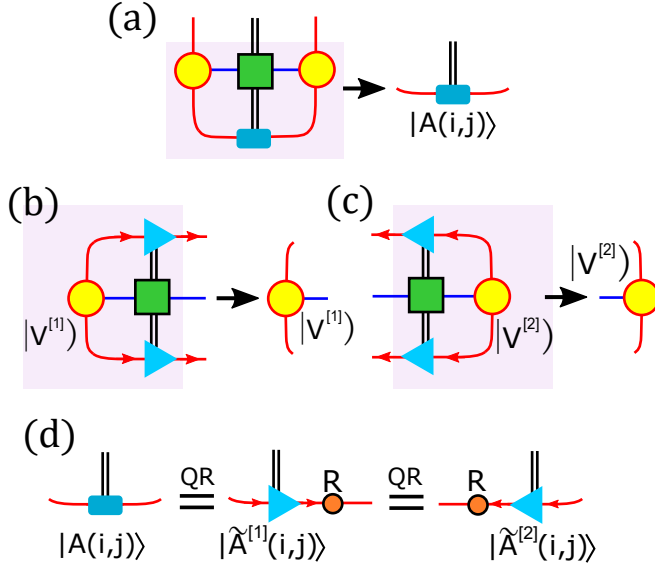 (a)
|A(i,j)⟩
(b)
(c)
|V[1])
|V[1])
|V[2])
|V[2])
(d)
QR
R
QR
R
|A(i,j)⟩
|Ã[1](i,j)⟩
|Ã[2](i,j)⟩